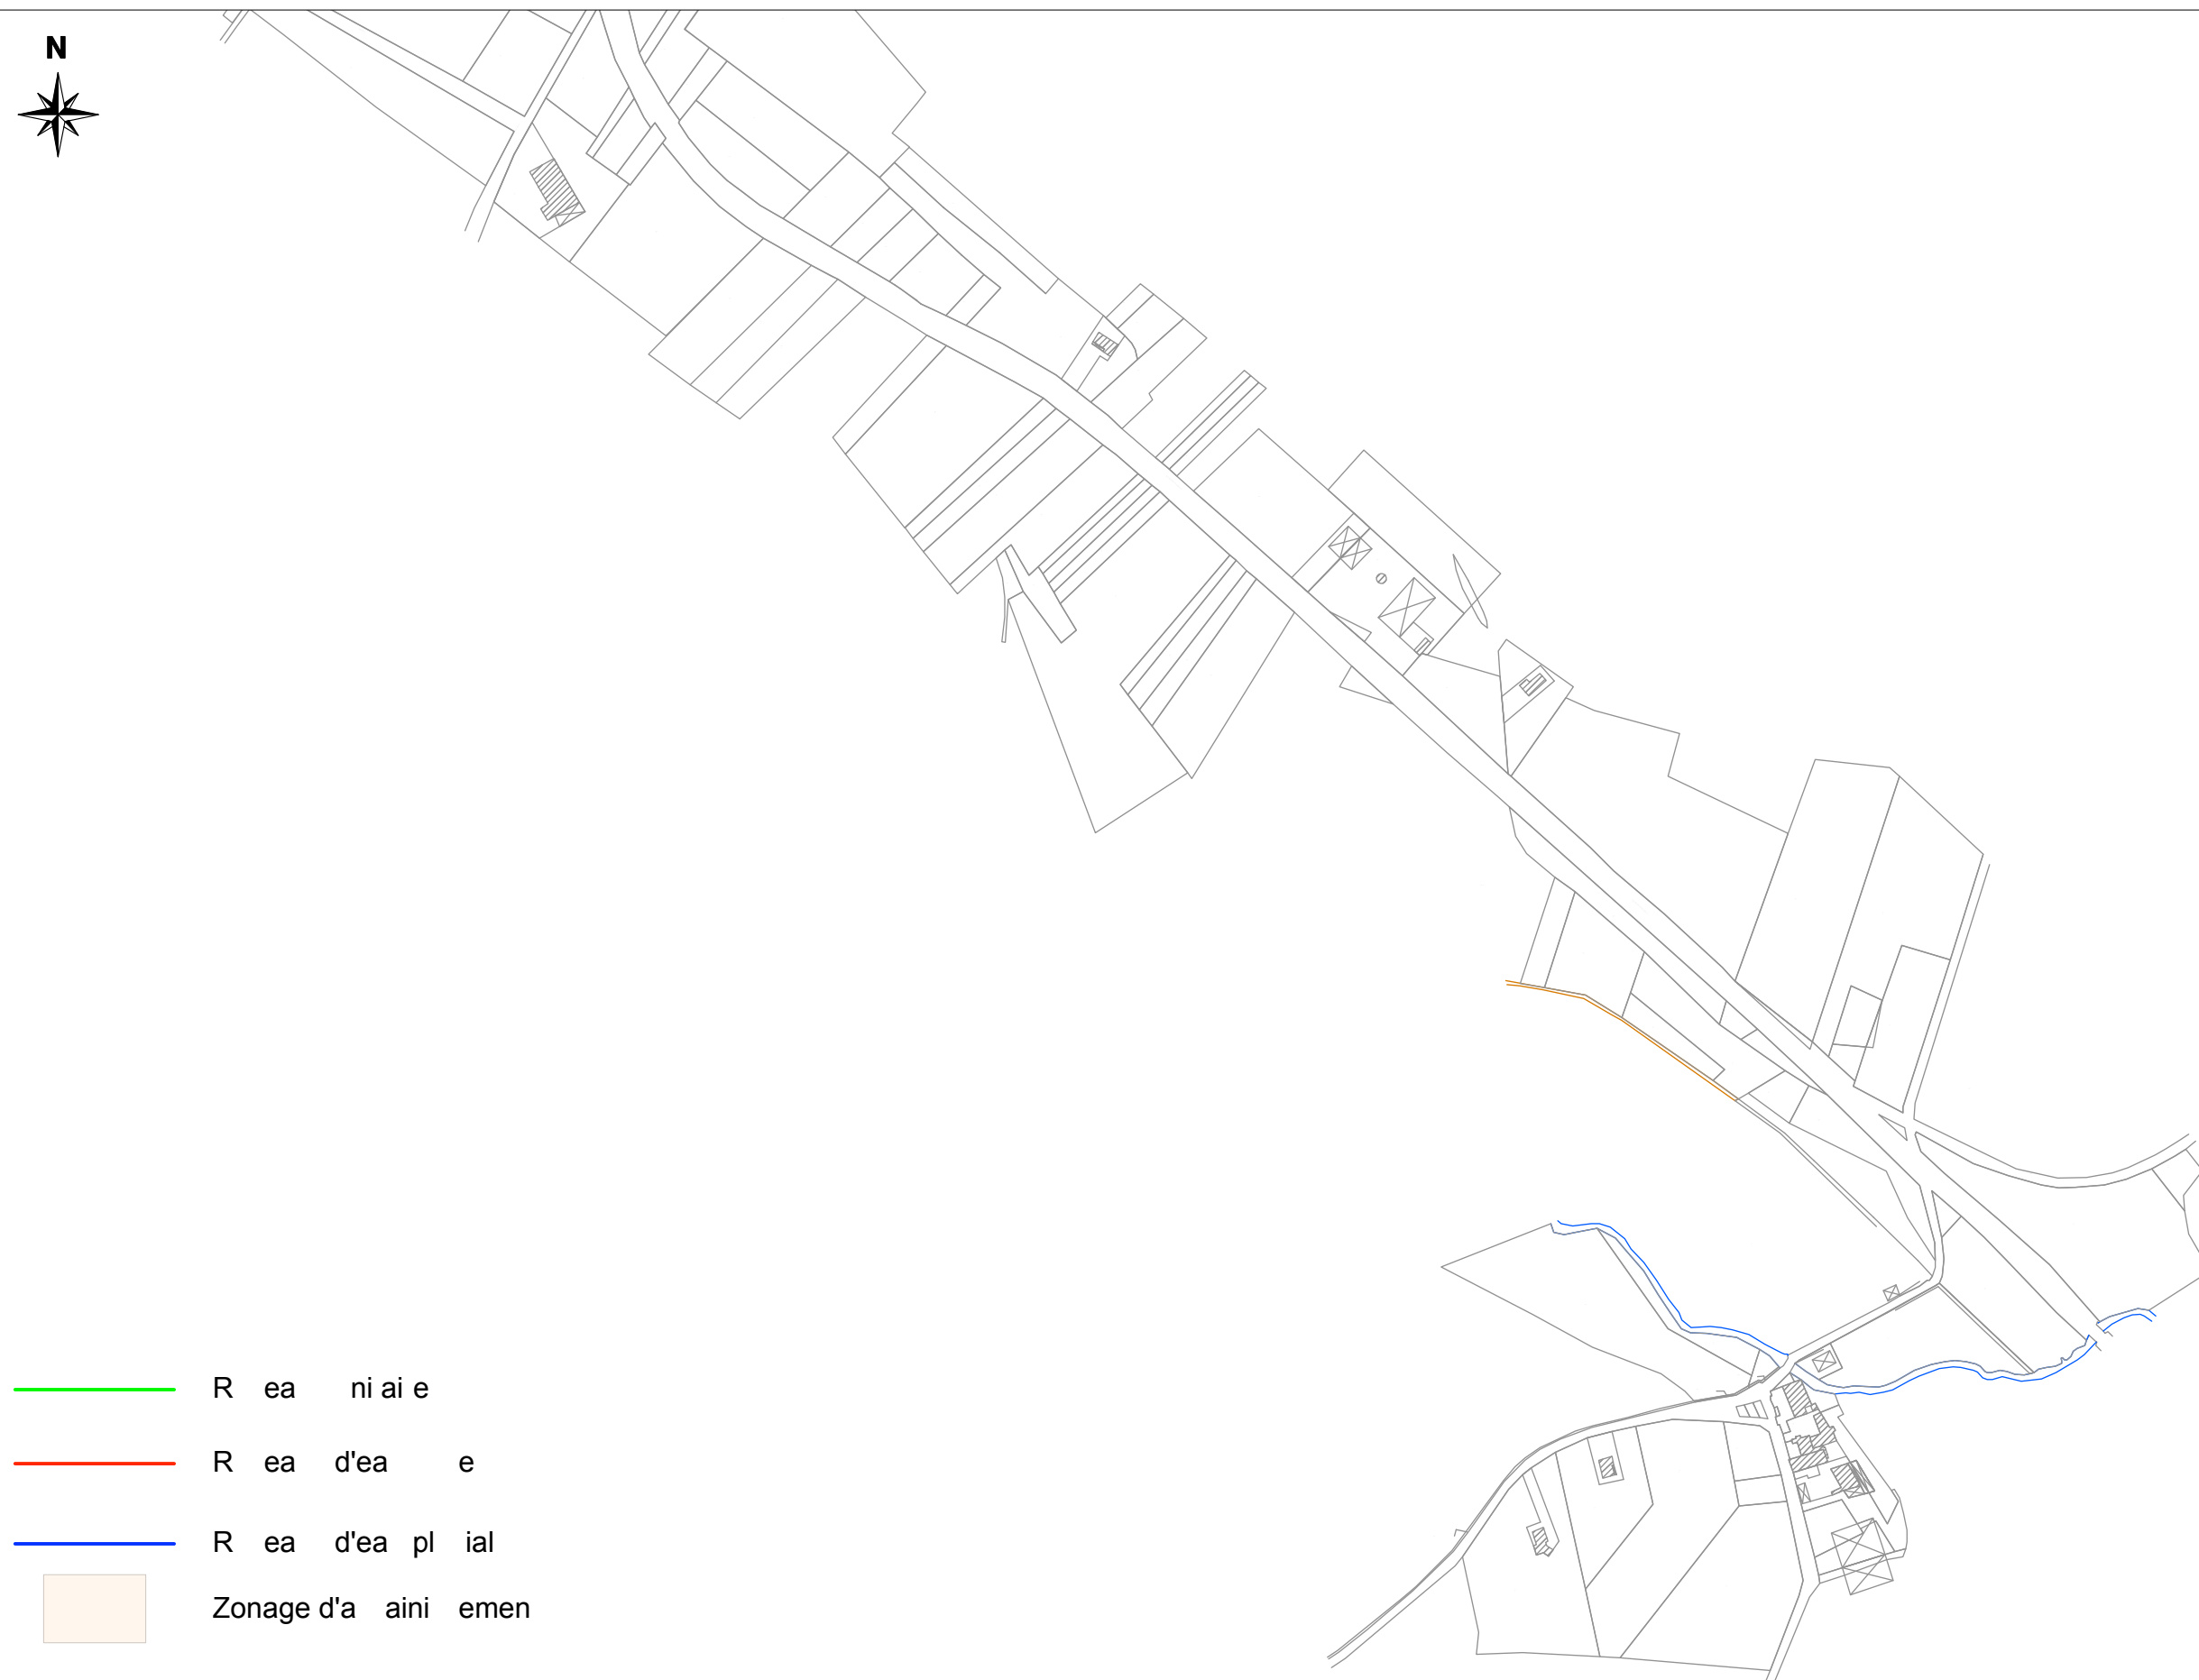 N
R ea ni ai e
R ea d'ea e
R ea d'ea pl ial
Zonage d'a aini emen